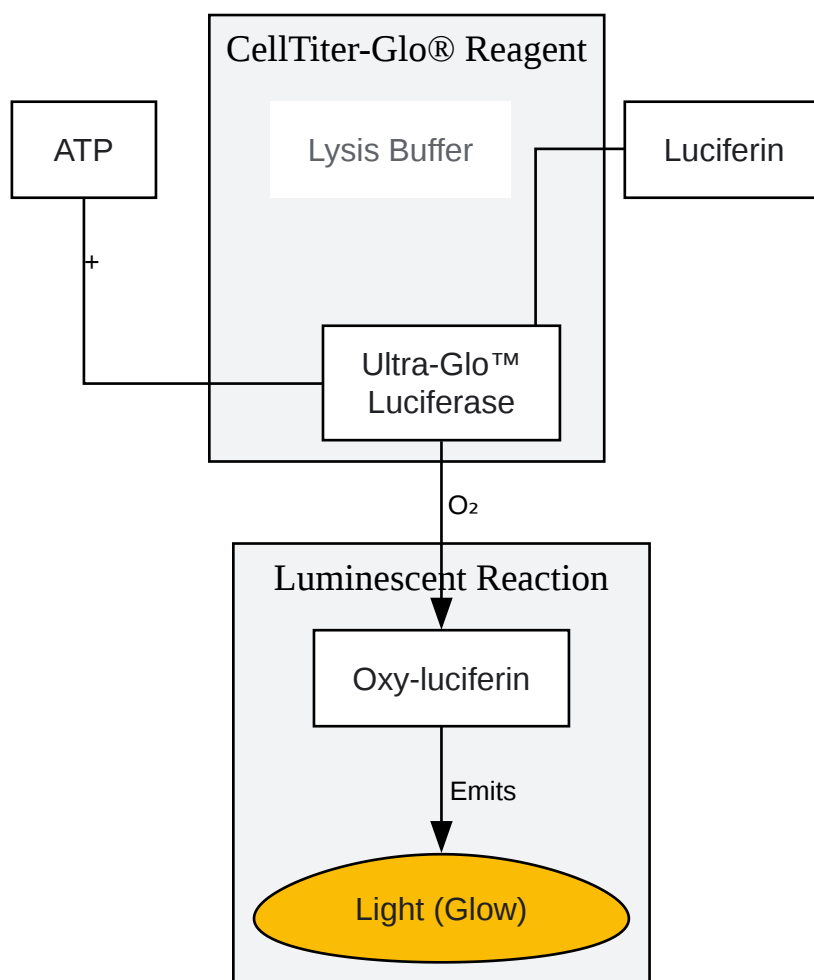 CellTiter-Glo® Reagent
ATP
Lysis Buffer
Luciferin
+
Ultra-Glo™
Luciferase
O₂
Luminescent Reaction
Oxy-luciferin
Emits
Light (Glow)